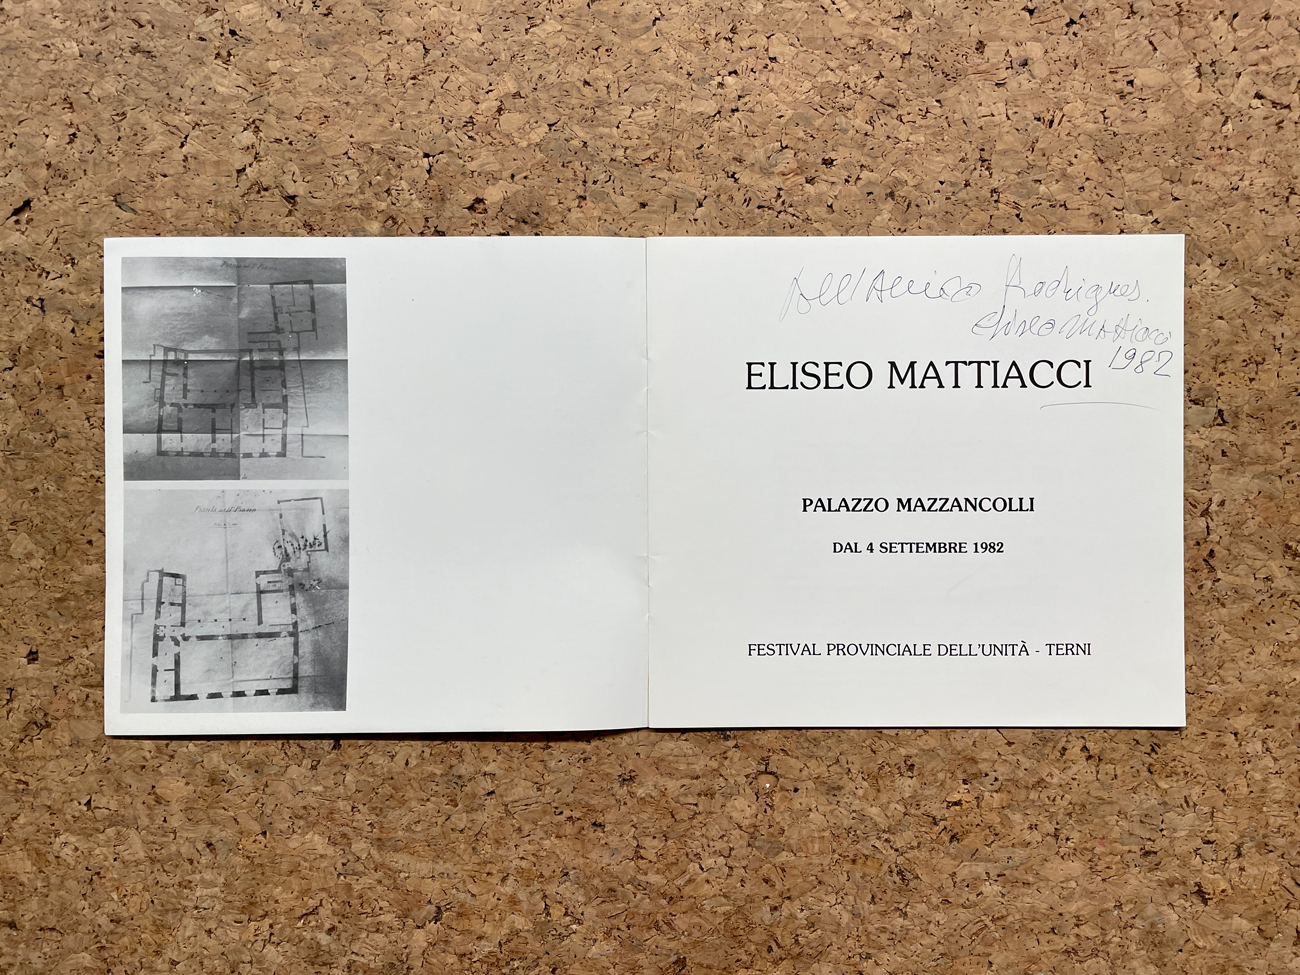 All'Amico Rodrigues.
Eliseo Mattiacci
1982
ELISEO MATTIACCI
PALAZZO MAZZANCOLLI
DAL 4 SETTEMBRE 1982
FESTIVAL PROVINCIALE DELL'UNITÀ - TERNI